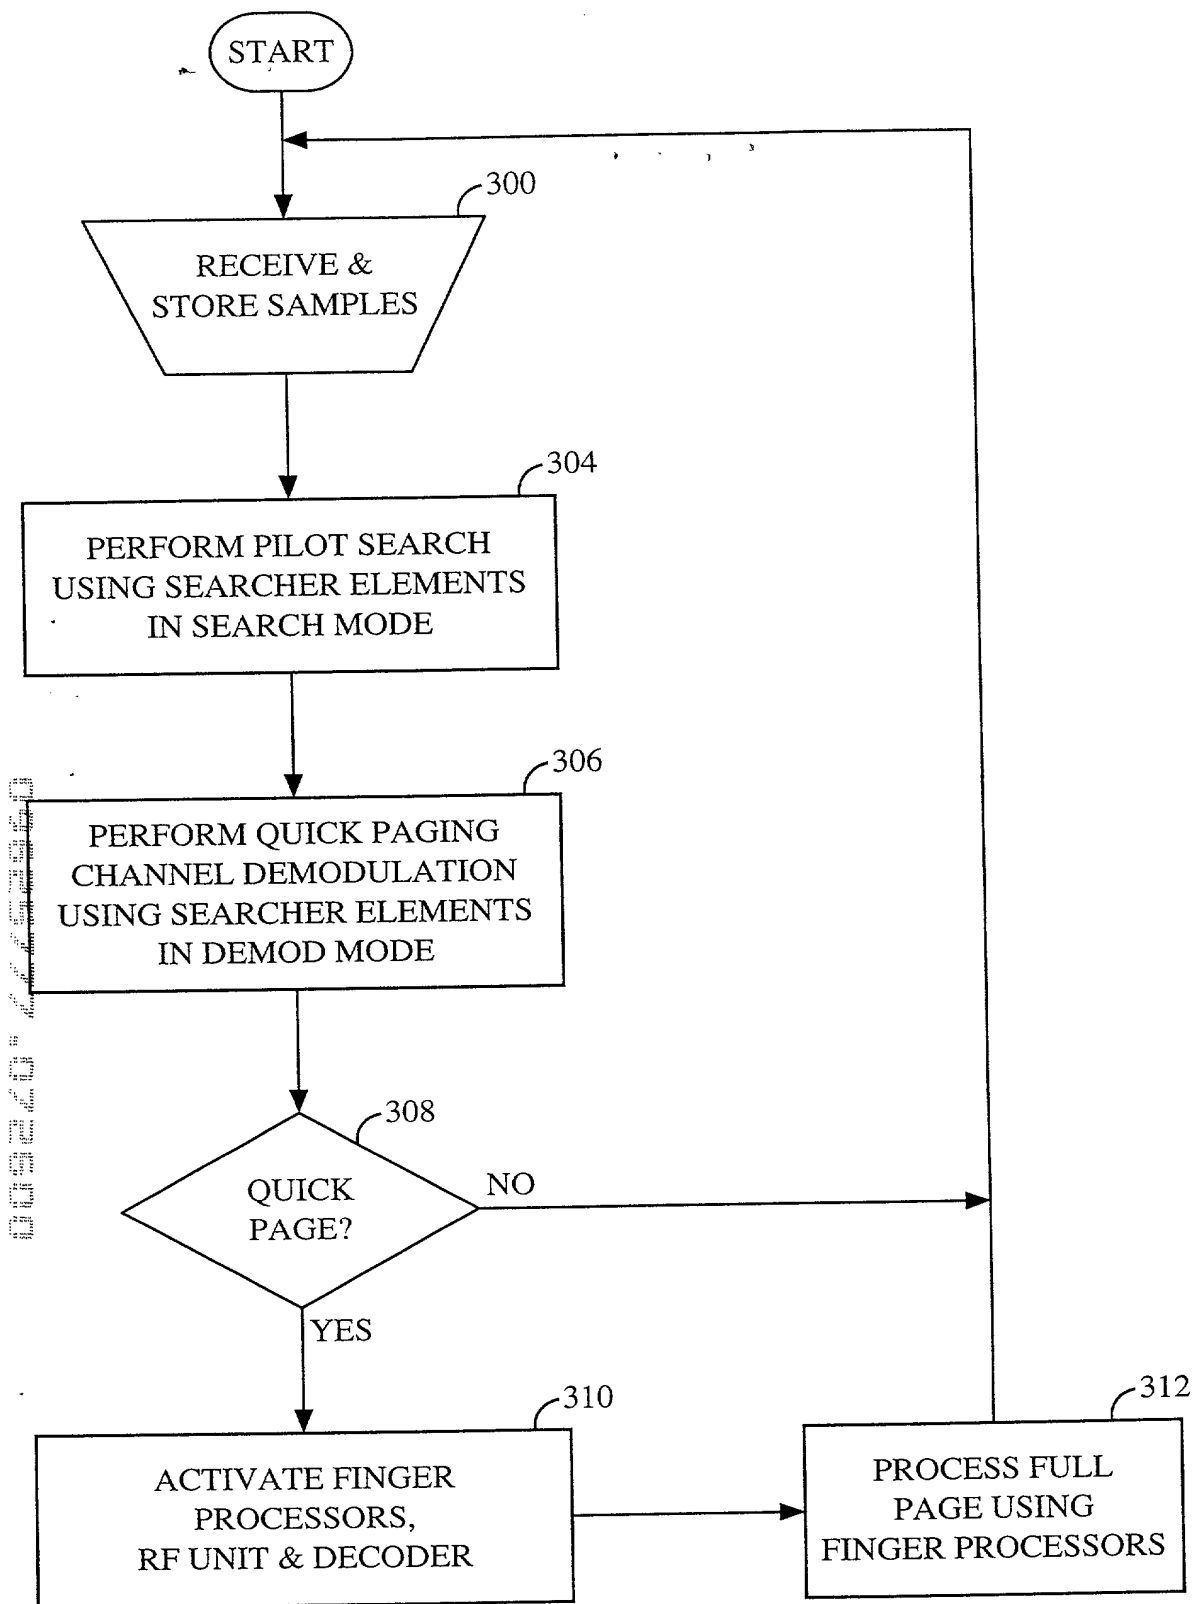 START
300
RECEIVE &
STORE SAMPLES
304
PERFORM PILOT SEARCH
USING SEARCHER ELEMENTS
IN SEARCH MODE
306
PERFORM QUICK PAGING
CHANNEL DEMODULATION
USING SEARCHER ELEMENTS
IN DEMOD MODE
308
QUICK
PAGE?
NO
YES
310
ACTIVATE FINGER
PROCESSORS,
RF UNIT & DECODER
312
PROCESS FULL
PAGE USING
FINGER PROCESSORS